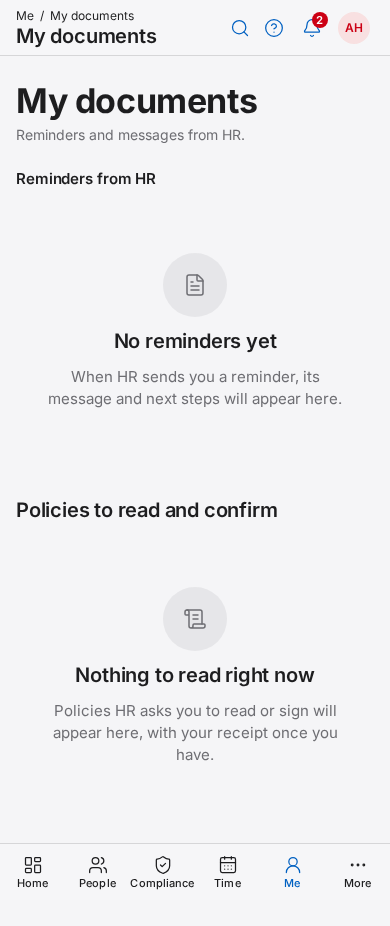 Me / My documents
My documents
2
AH
My documents
Reminders and messages from HR.
Reminders from HR
No reminders yet
When HR sends you a reminder, its
message and next steps will appear here.
Policies to read and confirm
Nothing to read right now
Policies HR asks you to read or sign will
appear here, with your receipt once you
have.
Home People Compliance Time Me More